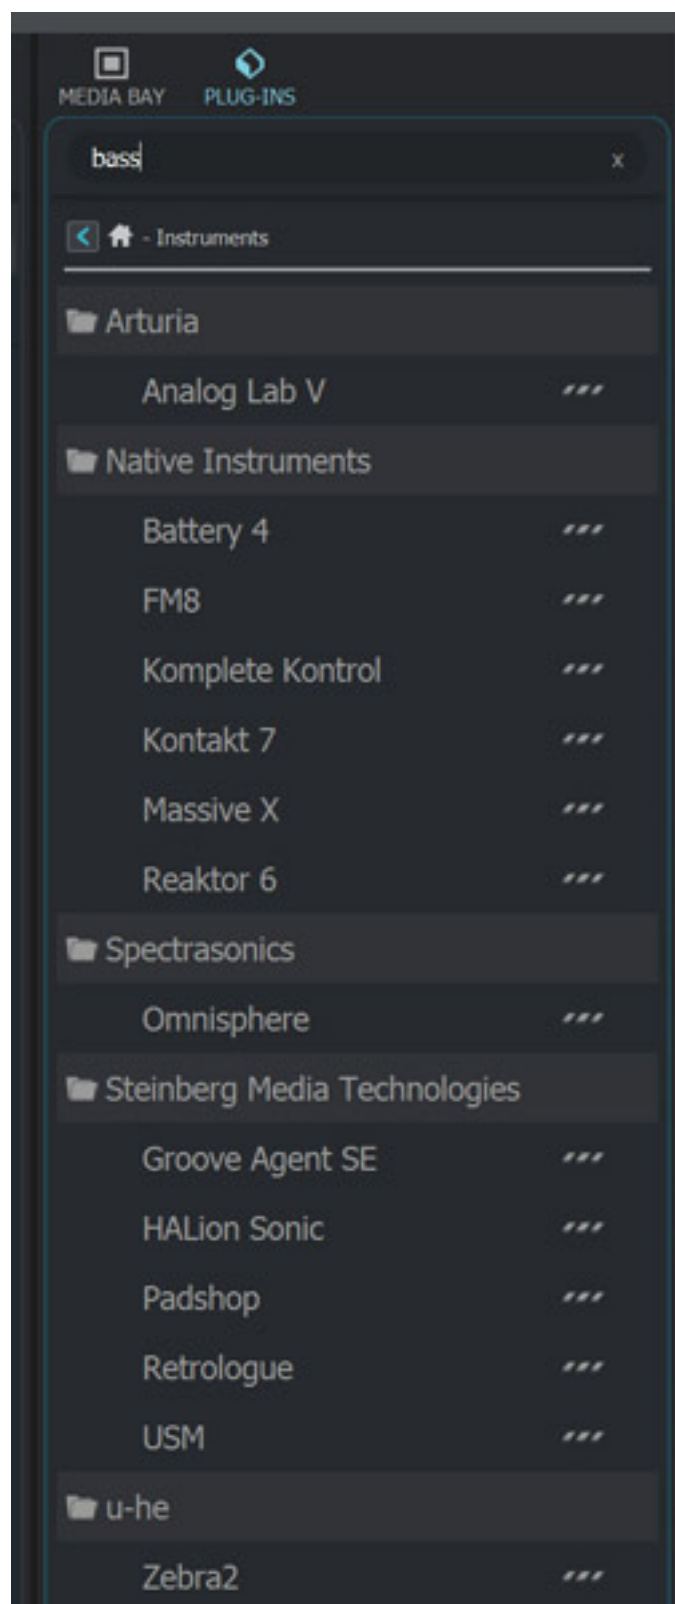 MEDIA BAY PLUG-INS
bass x
- Instruments
Arturia
Analog Lab V
Native Instruments
Battery 4
FM8
Komplete Kontrol
Kontakt 7
Massive X
Reaktor 6
Spectrasonics
Omnisphere
Steinberg Media Technologies
Groove Agent SE
HALion Sonic
Padshop
Retrologue
USM
u-he
Zebra2